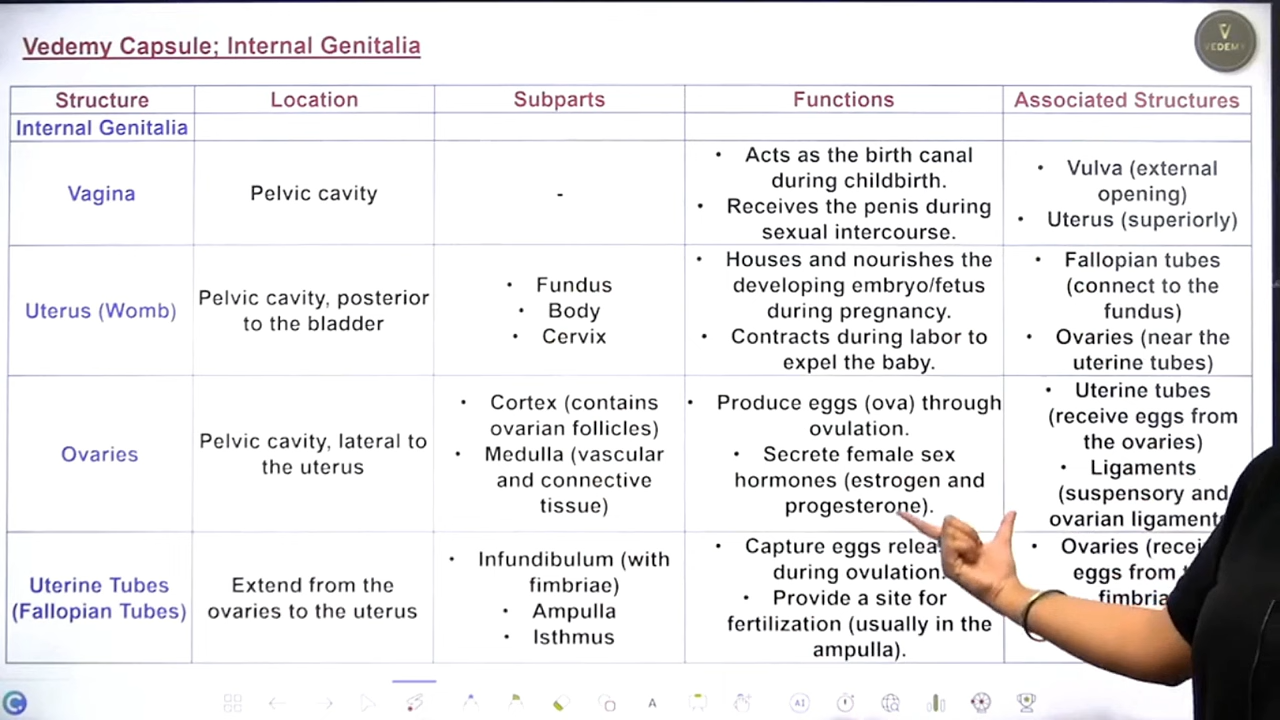 Vedemy Capsule; Internal Genitalia
VEDEMY
Structure
Location
Subparts
Functions
Associated Structures
Internal Genitalia
Vagina
Pelvic cavity
-
• Acts as the birth canal
during childbirth.
• Receives the penis during
sexual intercourse.
• Vulva (external
opening)
• Uterus (superiorly)
Uterus (Womb)
Pelvic cavity, posterior
to the bladder
• Fundus
• Body
• Cervix
• Houses and nourishes the
developing embryo/fetus
during pregnancy.
• Contracts during labor to
expel the baby.
• Fallopian tubes
(connect to the
fundus)
• Ovaries (near the
uterine tubes)
Ovaries
Pelvic cavity, lateral to
the uterus
• Cortex (contains
ovarian follicles)
• Medulla (vascular
and connective
tissue)
• Produce eggs (ova) through
ovulation.
• Secrete female sex
hormones (estrogen and
progesterone).
• Uterine tubes
(receive eggs from
the ovaries)
• Ligaments
(suspensory and
ovarian ligament
Uterine Tubes
(Fallopian Tubes)
Extend from the
ovaries to the uterus
• Infundibulum (with
fimbriae)
• Ampulla
• Isthmus
• Capture eggs relea
during ovulation.
• Provide a site for
fertilization (usually in the
ampulla).
• Ovaries (recei
eggs from
fimbria
A
AI